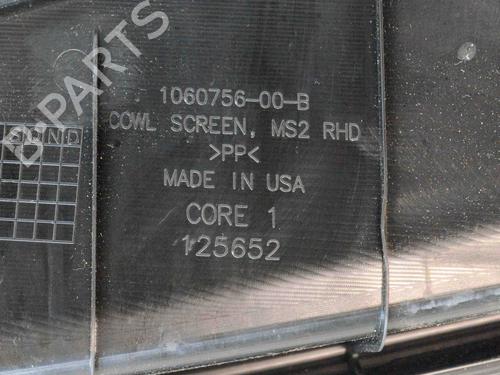 B-PARTS
1060756-00-B
COWL SCREEN, MS2 RHD
>PP<
MADE IN USA
CORE 1
125652